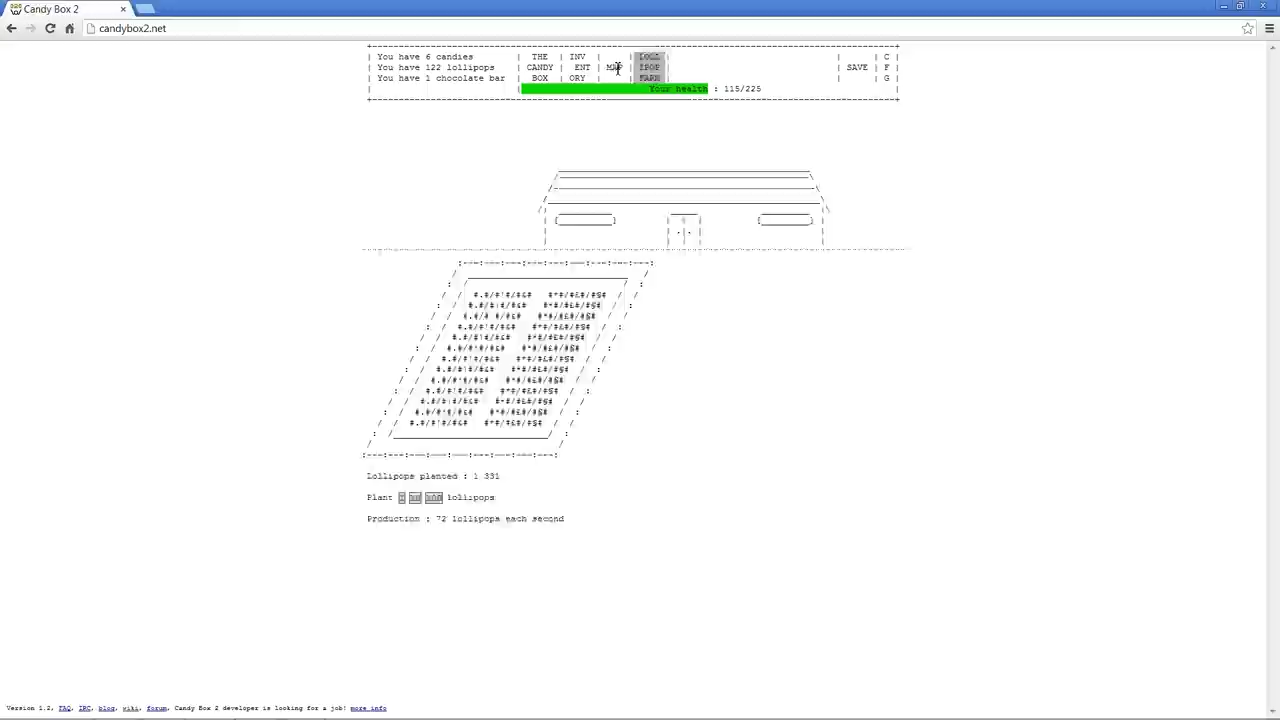 Candy Box 2
candybox2.net
You have 6 candies | THE | INV | | LOLL | | | C |
You have 122 lollipops | CANDY | ENT | MAP | IPOP | | SAVE | F |
You have 1 chocolate bar | BOX | ORY | | FARM | | | G |
Your health : 115/225
Lollipops planted : 1 331
Plant lollipops
Production : 72 lollipops each second
Version 1.2, FAQ, IRC, blog, wiki, forum, Candy Box 2 developer is looking for a job! more info